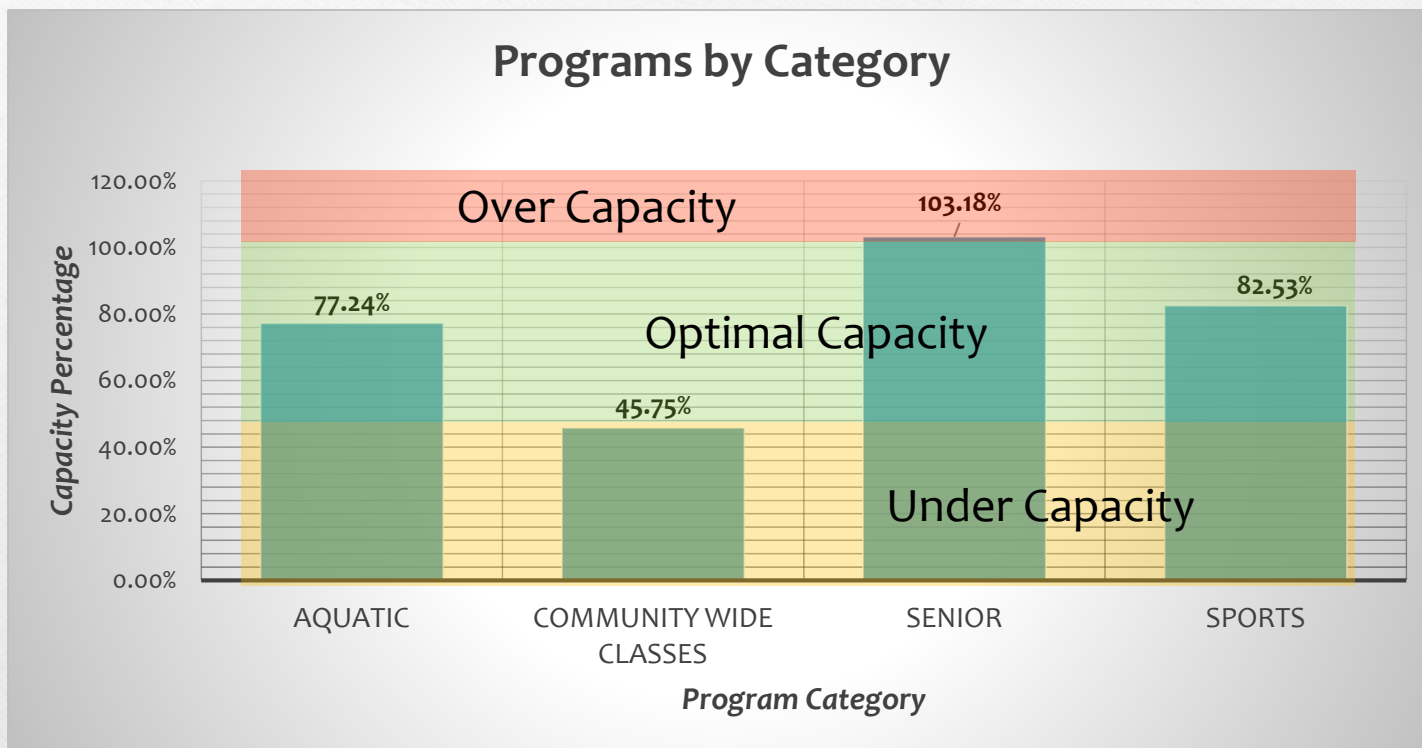 Programs by Category
120.00%
100.00%
80.00%
60.00%
40.00%
20.00%
0.00%
Capacity Percentage
Over Capacity
Optimal Capacity
Under Capacity
77.24%
45.75%
103.18%
82.53%
AQUATIC
COMMUNITY WIDE
CLASSES
SENIOR
SPORTS
Program Category